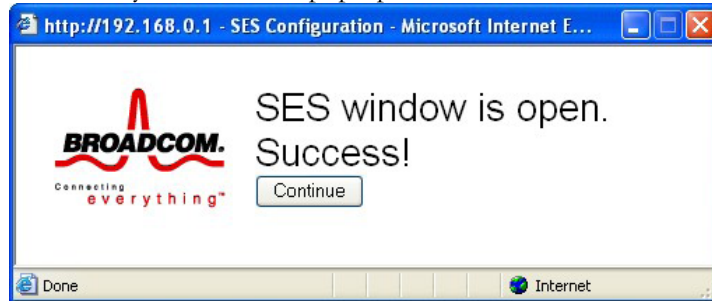 http://192.168.0.1 - SES Configuration - Microsoft Internet E...
SES window is open.
Success!
BROADCOM.
Connecting
everything™
Continue
Done
Internet